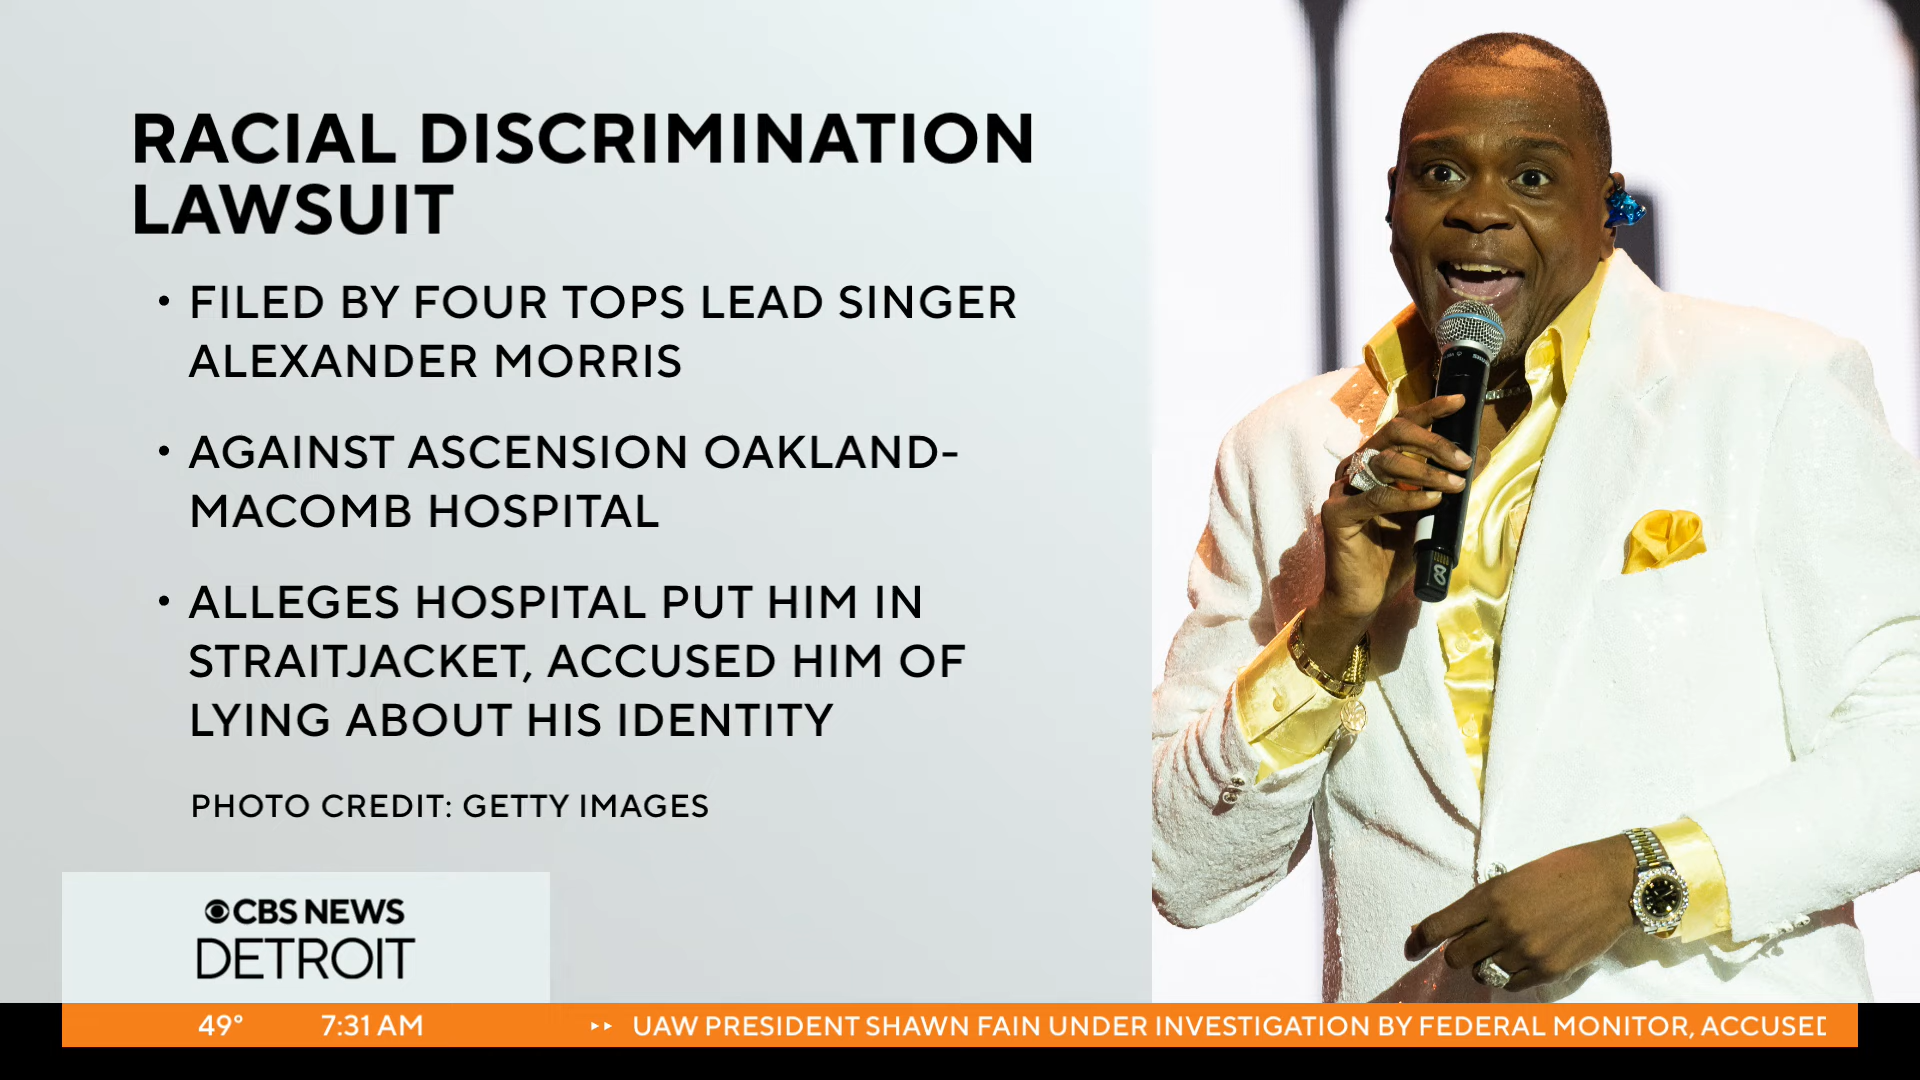 RACIAL DISCRIMINATION
LAWSUIT
• FILED BY FOUR TOPS LEAD SINGER
ALEXANDER MORRIS
• AGAINST ASCENSION OAKLAND-
MACOMB HOSPITAL
• ALLEGES HOSPITAL PUT HIM IN
STRAITJACKET, ACCUSED HIM OF
LYING ABOUT HIS IDENTITY
PHOTO CREDIT: GETTY IMAGES
CBS NEWS
DETROIT
49° 7:31 AM UAW PRESIDENT SHAWN FAIN UNDER INVESTIGATION BY FEDERAL MONITOR, ACCUSED
8